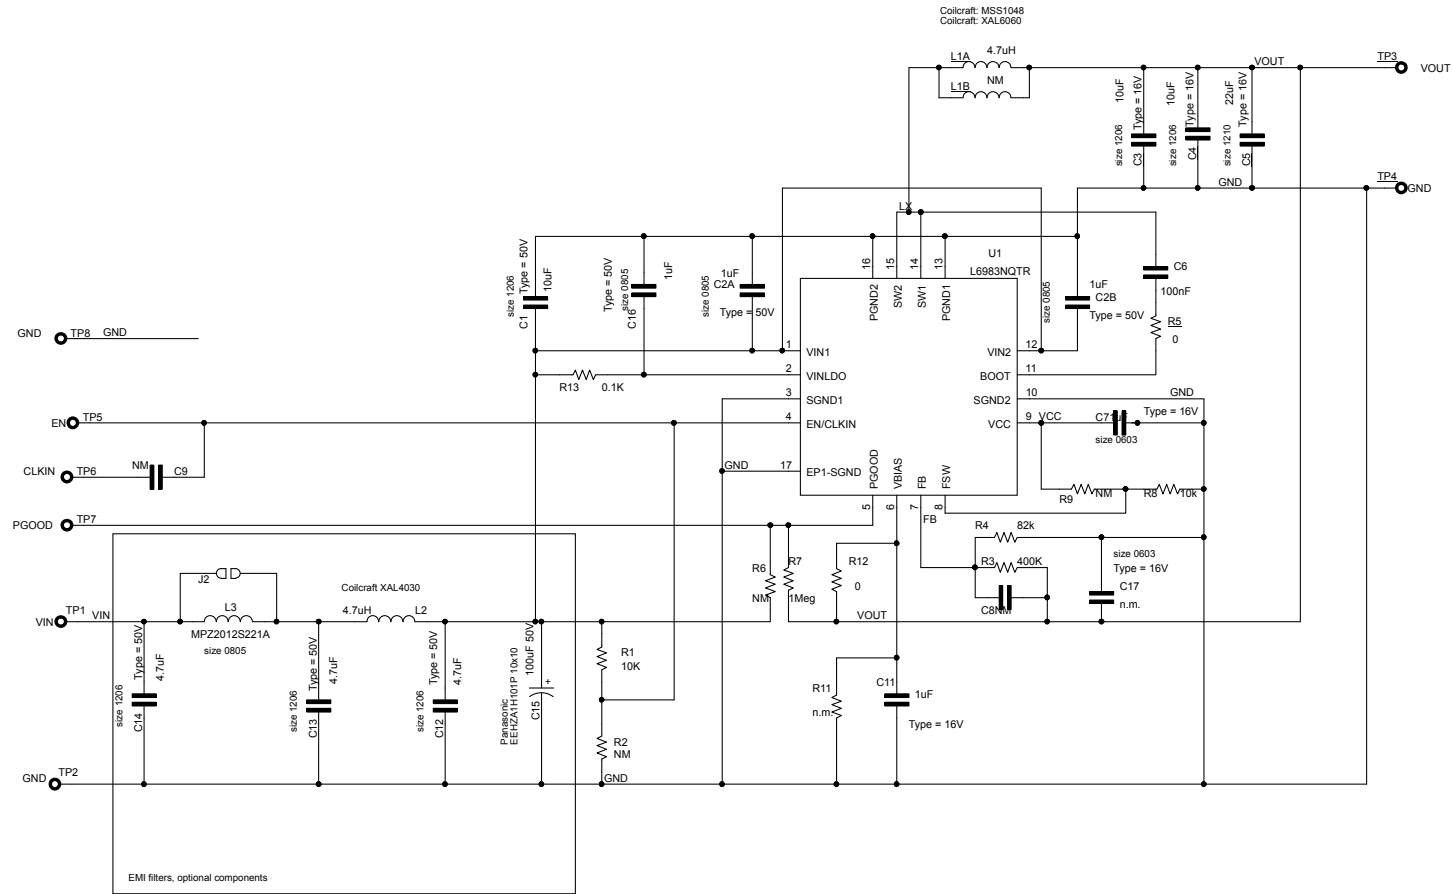 Coilcraft: MSS1048
Coilcraft: XAL6060
L1A
4.7uH
L1B
NM
VOUT
TP3
VOUT
10uF
Type = 16V
size 1206
C3
10uF
Type = 16V
size 1206
C4
22uF
Type = 16V
size 1210
C5
GND
TP4
GND
LX
size 1206
Type = 50V
10uF
C1
Type = 50V
size 0805
1uF
C16
size 0805
1uF
C2A
Type = 50V
16
15
14
13
PGND2
SW2
SW1
PGND1
U1
L6983NQTR
size 0805
1uF
C2B
Type = 50V
C6
100nF
R5
0
GND
TP8
GND
1
VIN1
VIN2
12
2
VINLDO
BOOT
11
R13
0.1K
3
SGND1
SGND2
10
GND
EN
TP5
4
EN/CLKIN
VCC
9
VCC
C7
1uF
Type = 16V
size 0603
CLKIN
TP6
NM
C9
GND
17
EP1-SGND
PGOOD
VBIAS
FB
FSW
R9
NM
R8
10k
5
6
7
8
FB
PGOOD
TP7
R4
82k
R3
400K
C8
NM
size 0603
Type = 16V
C17
n.m.
R6
NM
R7
1Meg
R12
0
VOUT
J2
L3
MPZ2012S221A
size 0805
Coilcraft XAL4030
4.7uH
L2
VIN
TP1
VIN
Type = 50V
4.7uF
size 1206
C14
Type = 50V
4.7uF
size 1206
C13
Type = 50V
4.7uF
size 1206
C12
Panasonic
EEHZA1H101P 10x10
100uF 50V
+
C15
R1
10K
R2
NM
R11
n.m.
C11
1uF
Type = 16V
GND
TP2
GND
EMI filters, optional components